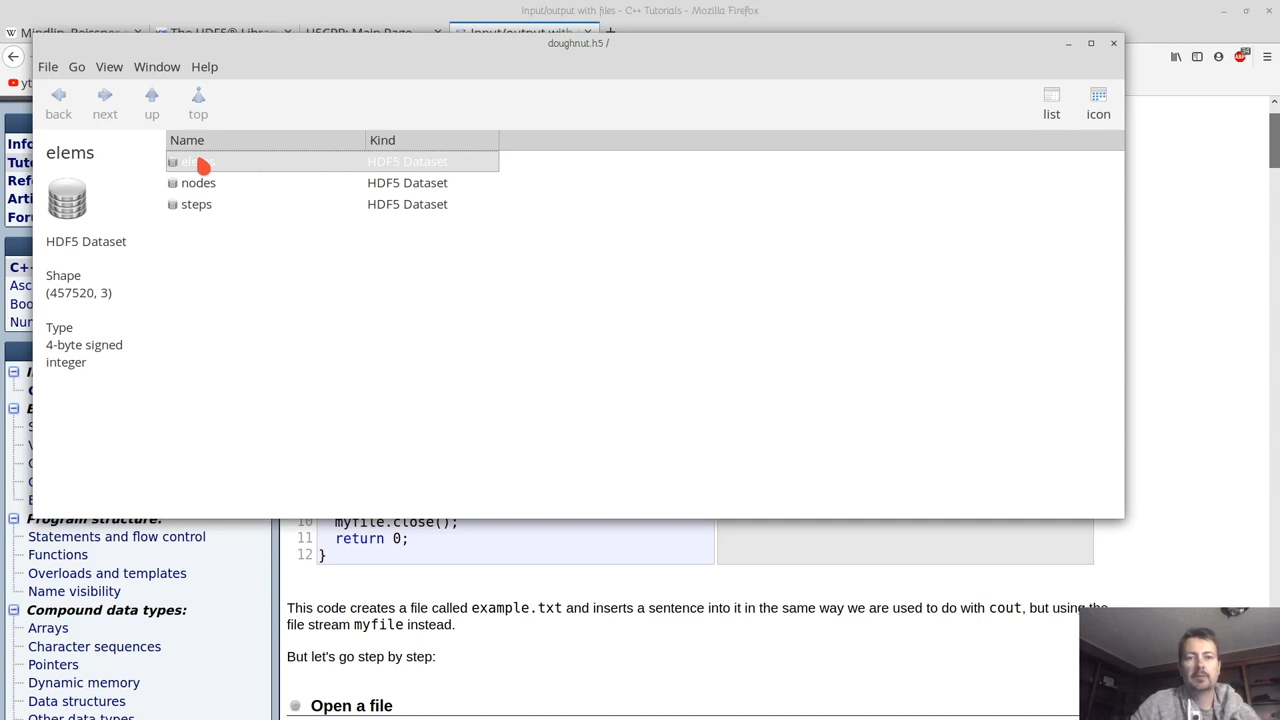 Input/output with files - C++ Tutorials - Mozilla Firefox
doughnut.h5 /
File Go View Window Help
back next up top list icon
elems
Name Kind
HDF5 Dataset
nodes HDF5 Dataset
steps HDF5 Dataset
HDF5 Dataset
Shape
(457520, 3)
Type
4-byte signed
integer
10 myfile.close();
11 return 0;
12 }
Statements and flow control
Functions
Overloads and templates
Name visibility
Compound data types:
Arrays
Character sequences
Pointers
Dynamic memory
Data structures
Other data types
This code creates a file called example.txt and inserts a sentence into it in the same way we are used to do with cout, but using the
file stream myfile instead.
But let's go step by step:
Open a file